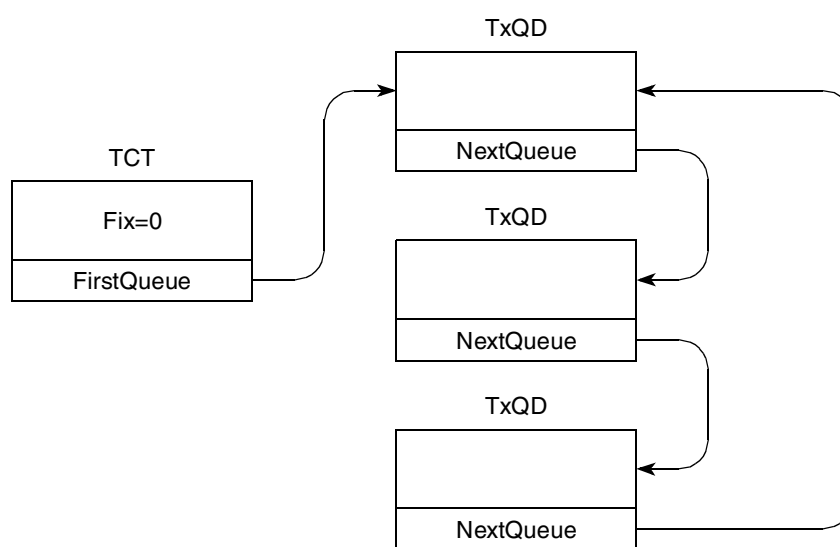 TxQD
NextQueue
TCT
Fix=0
FirstQueue
TxQD
NextQueue
TxQD
NextQueue